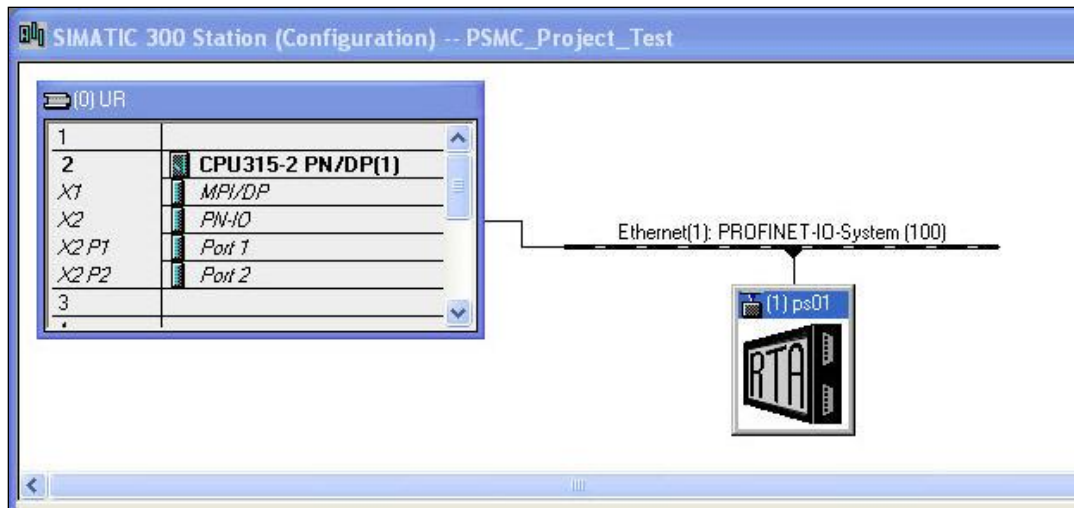 SIMATIC 300 Station (Configuration) -- PSMC_Project_Test
(0) UR
1
2 CPU315-2 PN/DP(1)
X1 MPI/DP
X2 PN-IO
X2 P1 Port 1
X2 P2 Port 2
3
Ethernet(1): PROFINET-IO-System (100)
(1) ps01
RTA